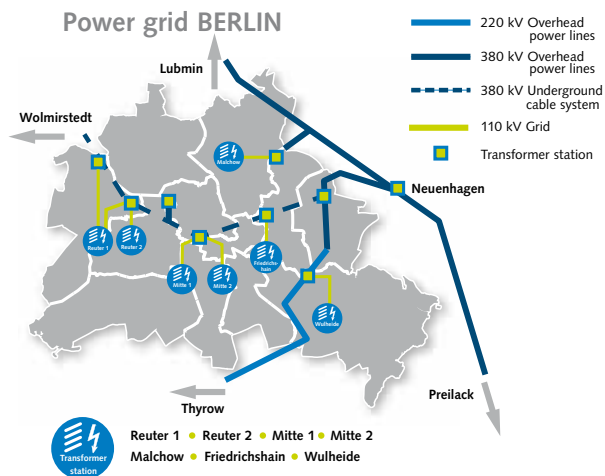 Power grid BERLIN
220 kV Overhead
power lines
380 kV Overhead
power lines
380 kV Underground
cable system
110 kV Grid
Transformer station
Lubmin
Wolmirstedt
Malchow
Neuenhagen
Reuter 1
Reuter 2
Mitte 1
Mitte 2
Friedrichs-
hain
Wulheide
Preilack
Thyrow
Transformer
station
Reuter 1 • Reuter 2 • Mitte 1 • Mitte 2
Malchow • Friedrichshain • Wulheide